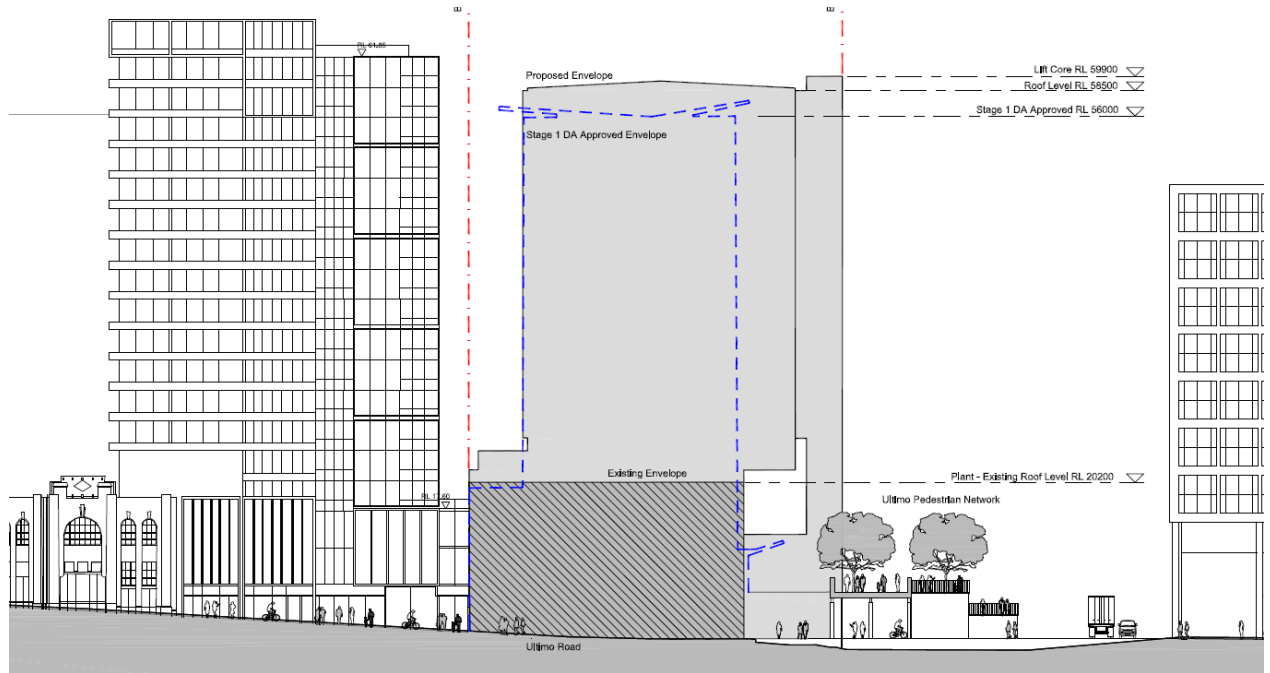 RL 61.85
Proposed Envelope
Lift Core RL 59900
Roof Level RL 58500
Stage 1 DA Approved RL 56000
Stage 1 DA Approved Envelope
Existing Envelope
Plant - Existing Roof Level RL 20200
RL 17.60
Ultimo Pedestrian Network
Ultimo Road